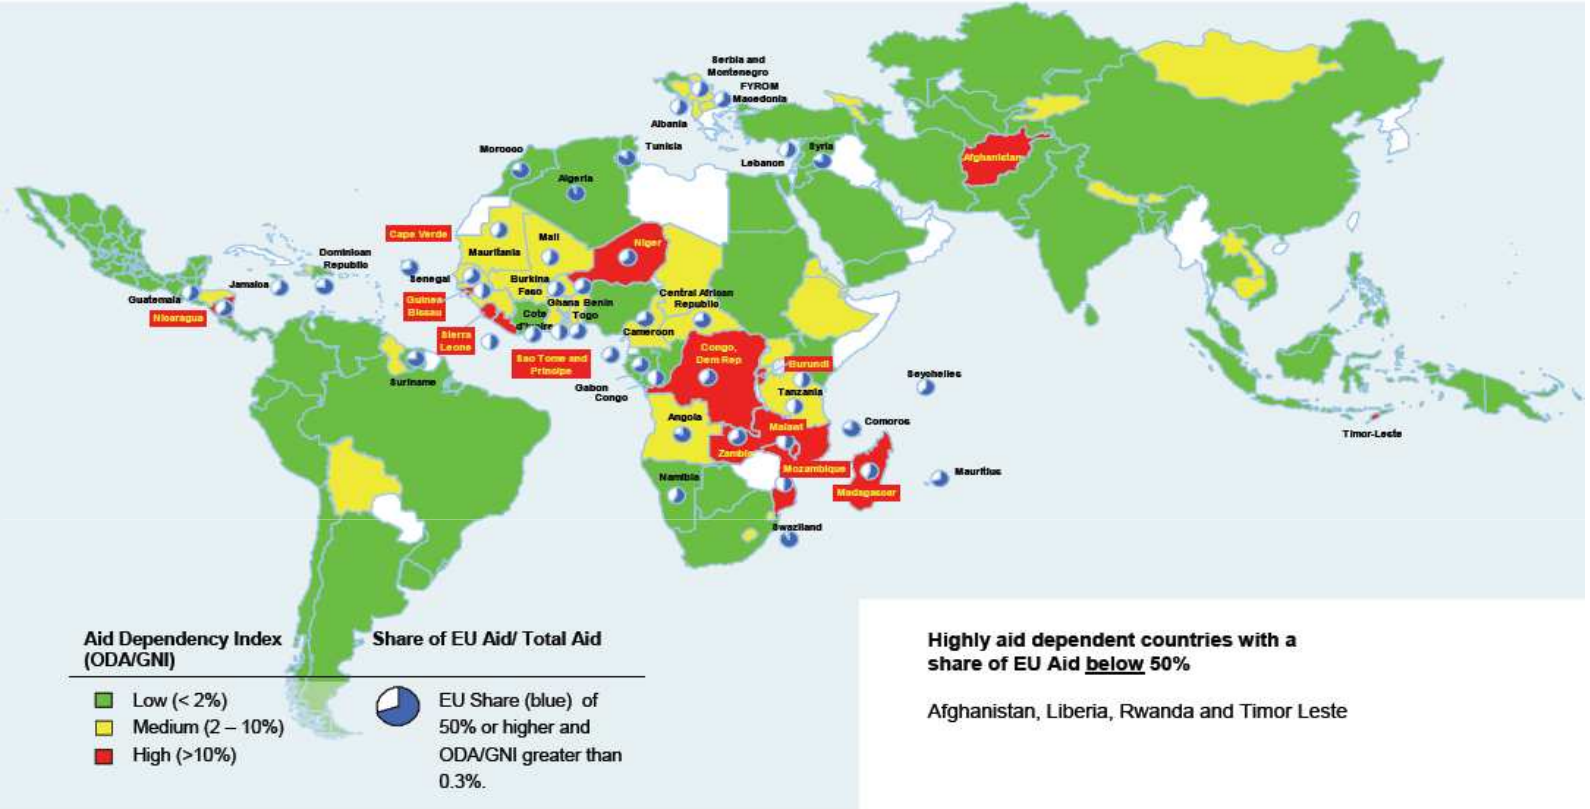 Serbia and
Montenegro
FYROM
Macedonia
Albania
Morocco
Tunisia
Lebanon
Syria
Afghanistan
Algeria
Cape Verde
Mauritania
Mali
Niger
Dominican
Republic
Jamaica
Guatemala
Nicaragua
Senegal
Guinea-
Bissau
Burkina
Faso
Ghana Benin
Togo
Cote
d'Ivoire
Central African
Republic
Cameroon
Sierra
Leone
Sao Tome and
Principe
Suriname
Gabon
Congo
Congo,
Dem Rep
Burundi
Tanzania
Seychelles
Angola
Malawi
Comoros
Zambia
Mozambique
Madagascar
Mauritius
Namibia
Swaziland
Timor-Leste
Aid Dependency Index
(ODA/GNI)
Low (< 2%)
Medium (2 – 10%)
High (>10%)
Share of EU Aid/ Total Aid
EU Share (blue) of
50% or higher and
ODA/GNI greater than
0.3%.
Highly aid dependent countries with a
share of EU Aid below 50%
Afghanistan, Liberia, Rwanda and Timor Leste